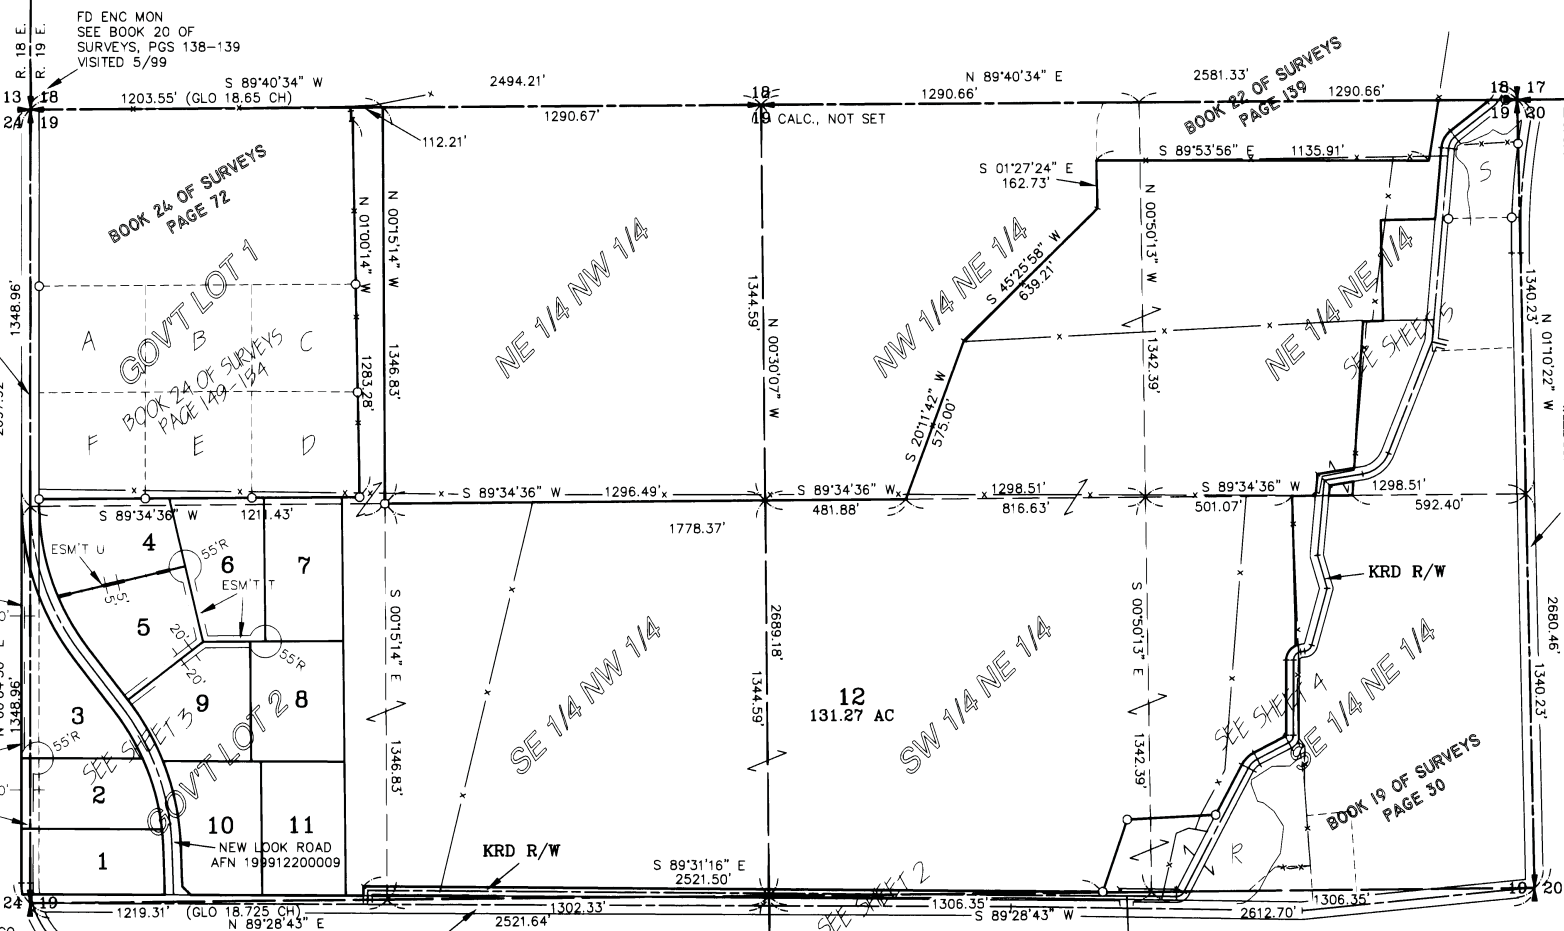 R. 18 E.
R. 19 E.
FD ENC MON
SEE BOOK 20 OF
SURVEYS, PGS 138–139
VISITED 5/99
13
18
24
19
S 89°40'34" W
1203.55' (GLO 18.65 CH)
2494.21'
1290.67'
112.21'
18
19
CALC., NOT SET
N 89°40'34" E
2581.33'
1290.66'
1290.66'
BOOK 22 OF SURVEYS
PAGE 139
18
17
19
20
BOOK 24 OF SURVEYS
PAGE 72
GOV'T LOT 1
BOOK 24 OF SURVEYS
PAGE 149-154
A
B
C
F
E
D
1348.96'
N 01°00'14" W
1283.28'
N 00°15'14" W
1346.83'
NE 1/4 NW 1/4
1344.59'
N 00°30'07" W
NW 1/4 NE 1/4
S 01°27'24" E
162.73'
S 45°25'58" W
639.21'
S 20°11'42" W
575.00'
S 89°53'56" E
1135.91'
N 00°50'13" W
1342.39'
NE 1/4 NE 1/4
SEE SHEET 5
S
1340.23'
N 01°10'22" W
S 89°34'36" W
1211.43'
S 89°34'36" W
1296.49'
1778.37'
S 89°34'36" W
481.88'
1298.51'
816.63'
S 89°34'36" W
501.07'
1298.51'
592.40'
4
ESM'T U
5'
5'
55'R
6
ESM'T T
7
5
20'
20'
55'R
9
8
3
SEE SHEET 3
GOV'T LOT 2
55'R
1348.96'
2
1
10
11
NEW LOOK ROAD
AFN 199912200009
S 00°15'14" E
1346.83'
SE 1/4 NW 1/4
2689.18'
1344.59'
12
131.27 AC
SW 1/4 NE 1/4
S 00°50'13" E
1342.39'
KRD R/W
SEE SHEET 4
SE 1/4 NE 1/4
BOOK 19 OF SURVEYS
PAGE 30
R
2680.46'
1340.23'
KRD R/W
S 89°31'16" E
2521.50'
SEE SHEET 2
24
19
19
20
1219.31'
(GLO 18.725 CH)
N 89°28'43" E
1302.33'
2521.64'
1306.35'
S 89°28'43" W
2612.70'
1306.35'